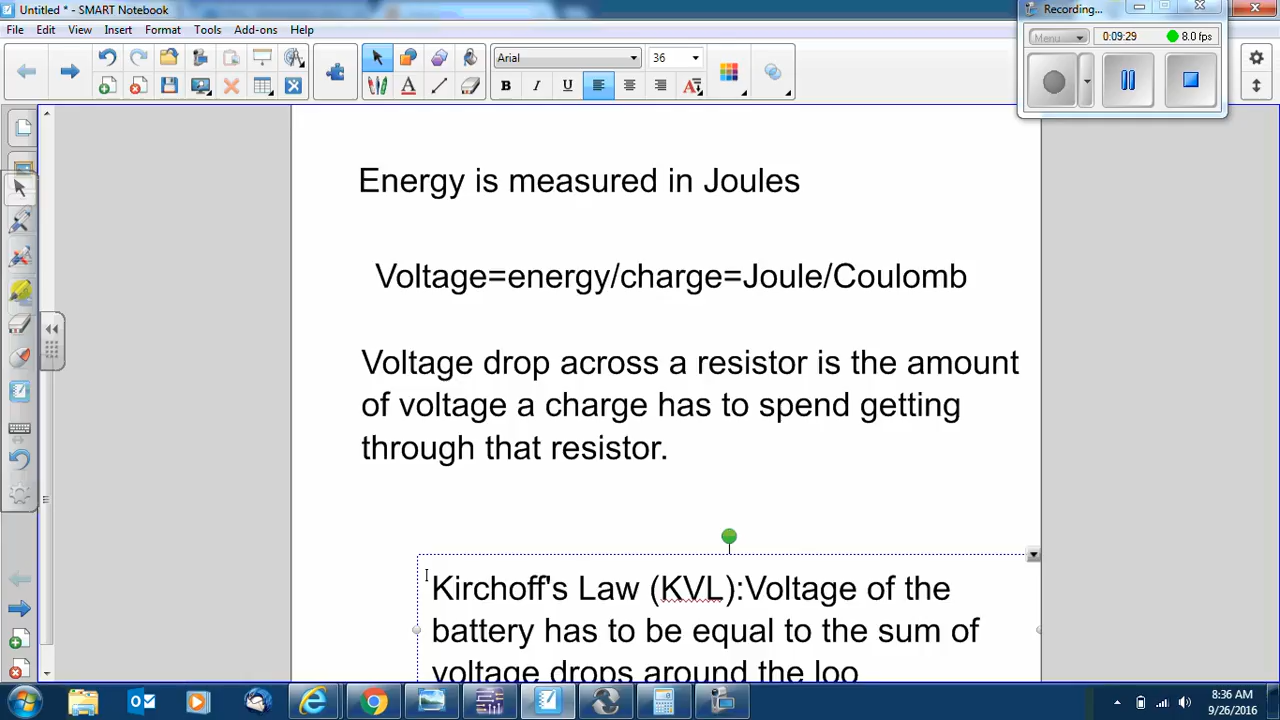 Untitled * - SMART Notebook
Recording...
File Edit View Insert Format Tools Add-ons Help
Menu 0:09:29 8.0 fps
Arial 36
B I U
Energy is measured in Joules
Voltage=energy/charge=Joule/Coulomb
Voltage drop across a resistor is the amount
of voltage a charge has to spend getting
through that resistor.
Kirchoff's Law (KVL):Voltage of the
battery has to be equal to the sum of
voltage drops around the loo
8:36 AM
9/26/2016